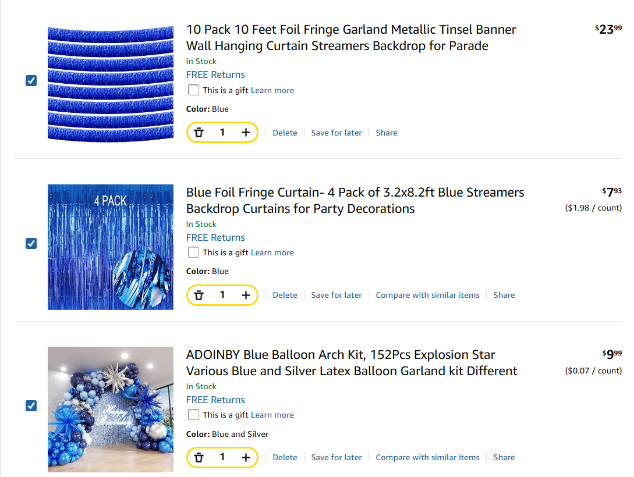 10 Pack 10 Feet Foil Fringe Garland Metallic Tinsel Banner
Wall Hanging Curtain Streamers Backdrop for Parade
$23.99
In Stock
FREE Returns
This is a gift Learn more
Color: Blue
1 + Delete Save for later Share
4 PACK
Blue Foil Fringe Curtain- 4 Pack of 3.2x8.2ft Blue Streamers
Backdrop Curtains for Party Decorations
$7.93
($1.98 / count)
In Stock
FREE Returns
This is a gift Learn more
Color: Blue
1 + Delete Save for later Compare with similar items Share
Happy
Birthday
ADOINBY Blue Balloon Arch Kit, 152Pcs Explosion Star
Various Blue and Silver Latex Balloon Garland kit Different
$9.99
($0.07 / count)
In Stock
FREE Returns
This is a gift Learn more
Color: Blue and Silver
1 + Delete Save for later Compare with similar items Share